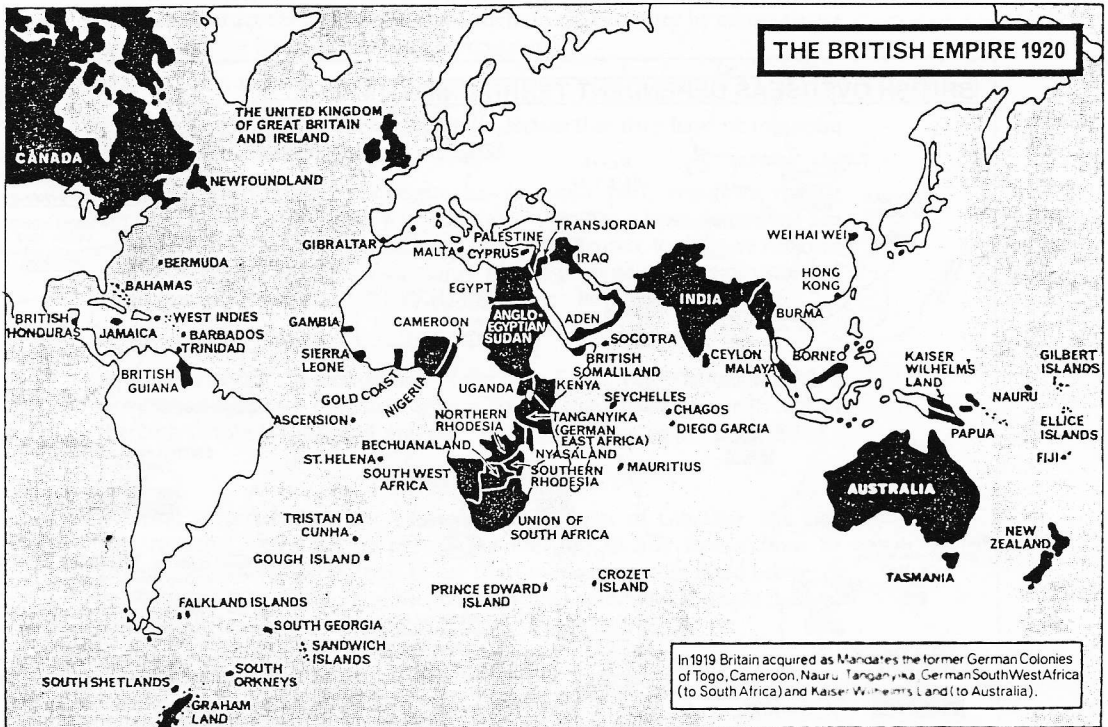 THE BRITISH EMPIRE 1920
THE UNITED KINGDOM
OF GREAT BRITAIN
AND IRELAND
CANADA
NEWFOUNDLAND
GIBRALTAR
MALTA
CYPRUS
PALESTINE
TRANSJORDAN
IRAQ
WEI HAI WEI
BERMUDA
BAHAMAS
EGYPT
INDIA
HONG
KONG
BRITISH
HONDURAS
JAMAICA
WEST INDIES
BARBADOS
TRINIDAD
GAMBIA
CAMEROON
ANGLO-
EGYPTIAN
SUDAN
ADEN
SOCOTRA
BURMA
BRITISH
GUIANA
SIERRA
LEONE
GOLD COAST
NIGERIA
UGANDA
BRITISH
SOMALILAND
KENYA
CEYLON
MALAYA
BORNEO
KAISER
WILHELM'S
LAND
GILBERT
ISLANDS
NAURU
SEYCHELLES
CHAGOS
DIEGO GARCIA
ASCENSION
NORTHERN
RHODESIA
TANGANYIKA
(GERMAN
EAST AFRICA)
PAPUA
ELLICE
ISLANDS
BECHUANALAND
NYASALAND
FIJI
ST. HELENA
SOUTH WEST
AFRICA
SOUTHERN
RHODESIA
MAURITIUS
AUSTRALIA
TRISTAN DA
CUNHA
UNION OF
SOUTH AFRICA
NEW
ZEALAND
GOUGH ISLAND
TASMANIA
PRINCE EDWARD
ISLAND
CROZET
ISLAND
FALKLAND ISLANDS
SOUTH GEORGIA
SANDWICH
ISLANDS
SOUTH
ORKNEYS
SOUTH SHETLANDS
GRAHAM
LAND
In 1919 Britain acquired as Mandates the former German Colonies
of Togo, Cameroon, Nauru, Tanganyika, German South West Africa
(to South Africa) and Kaiser Wilhelm's Land (to Australia).